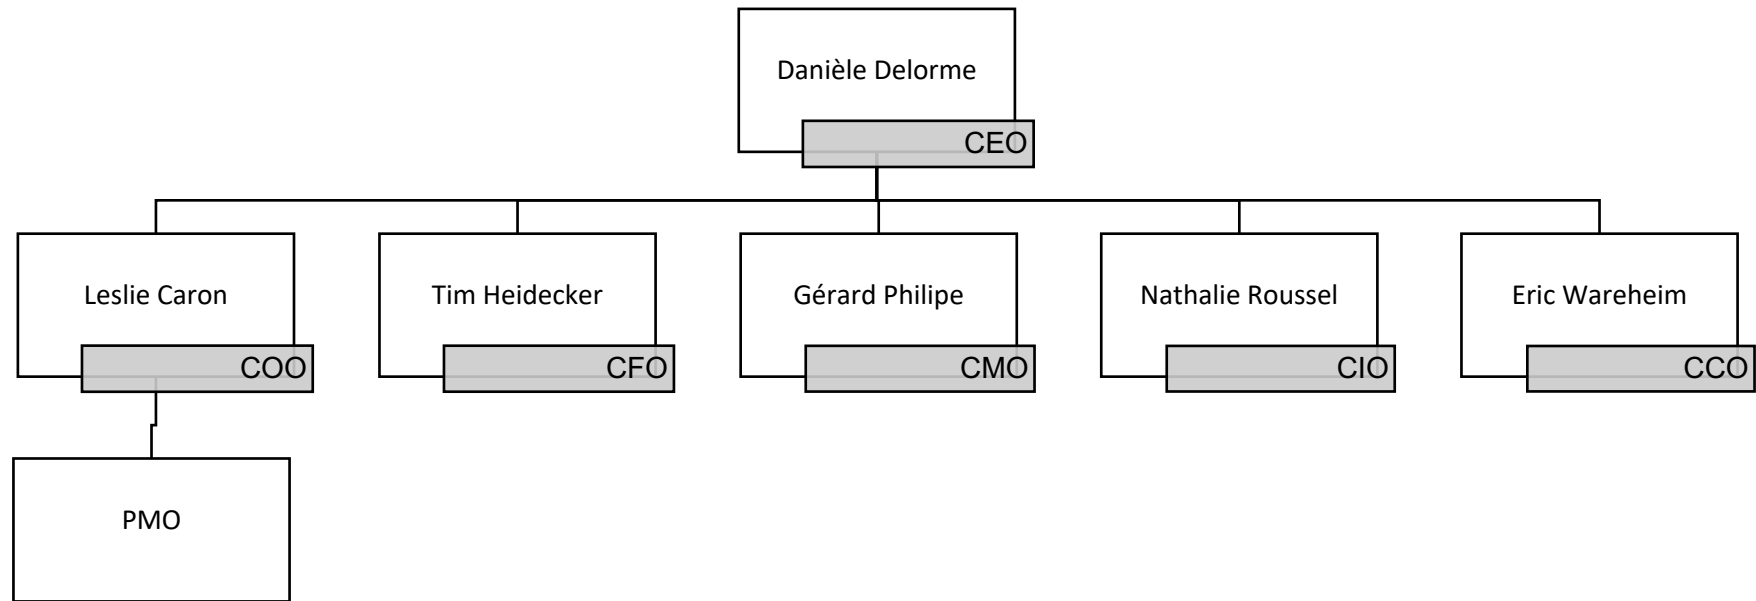 Danièle Delorme
CEO
Leslie Caron
COO
Tim Heidecker
CFO
Gérard Philipe
CMO
Nathalie Roussel
CIO
Eric Wareheim
CCO
PMO